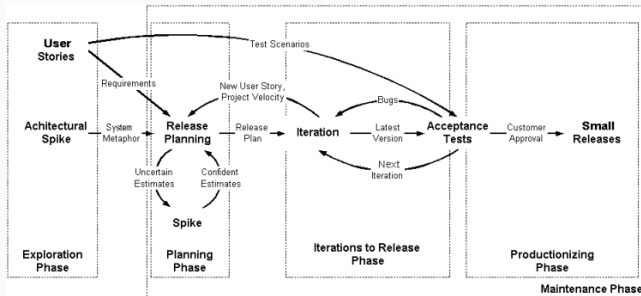 User
Stories
Test Scenarios
Requirements
New User Story,
Project Velocity
Bugs
Achitectural
Spike
System
Metaphor
Release
Planning
Release
Plan
Iteration
Latest
Version
Acceptance
Tests
Customer
Approval
Small
Releases
Next
Iteration
Uncertain
Estimates
Confident
Estimates
Spike
Exploration
Phase
Planning
Phase
Iterations to Release
Phase
Productionizing
Phase
Maintenance Phase